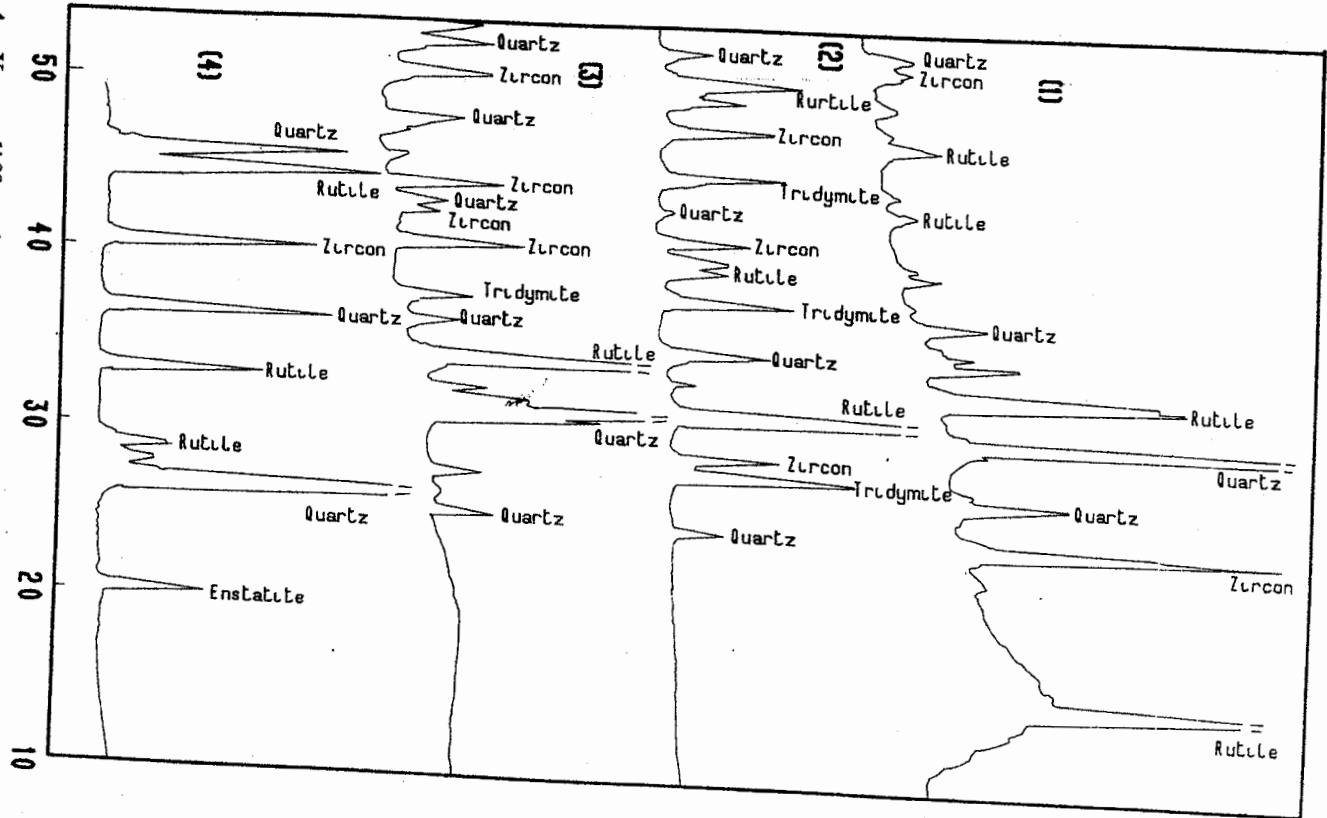 50
40
30
20
10
(4)
Quartz
Rutile
Zircon
Quartz
Rutile
Rutile
Quartz
Enstatite
(3)
Quartz
Zircon
Quartz
Zircon
Quartz
Zircon
Zircon
Tridymite
Quartz
Rutile
Quartz
Quartz
(2)
Quartz
Rurtile
Zircon
Tridymite
Quartz
Zircon
Rutile
Tridymite
Quartz
Rutile
Zircon
Tridymite
Quartz
(1)
Quartz
Zircon
Rutile
Rutile
Quartz
Rutile
Quartz
Quartz
Zircon
Rutile